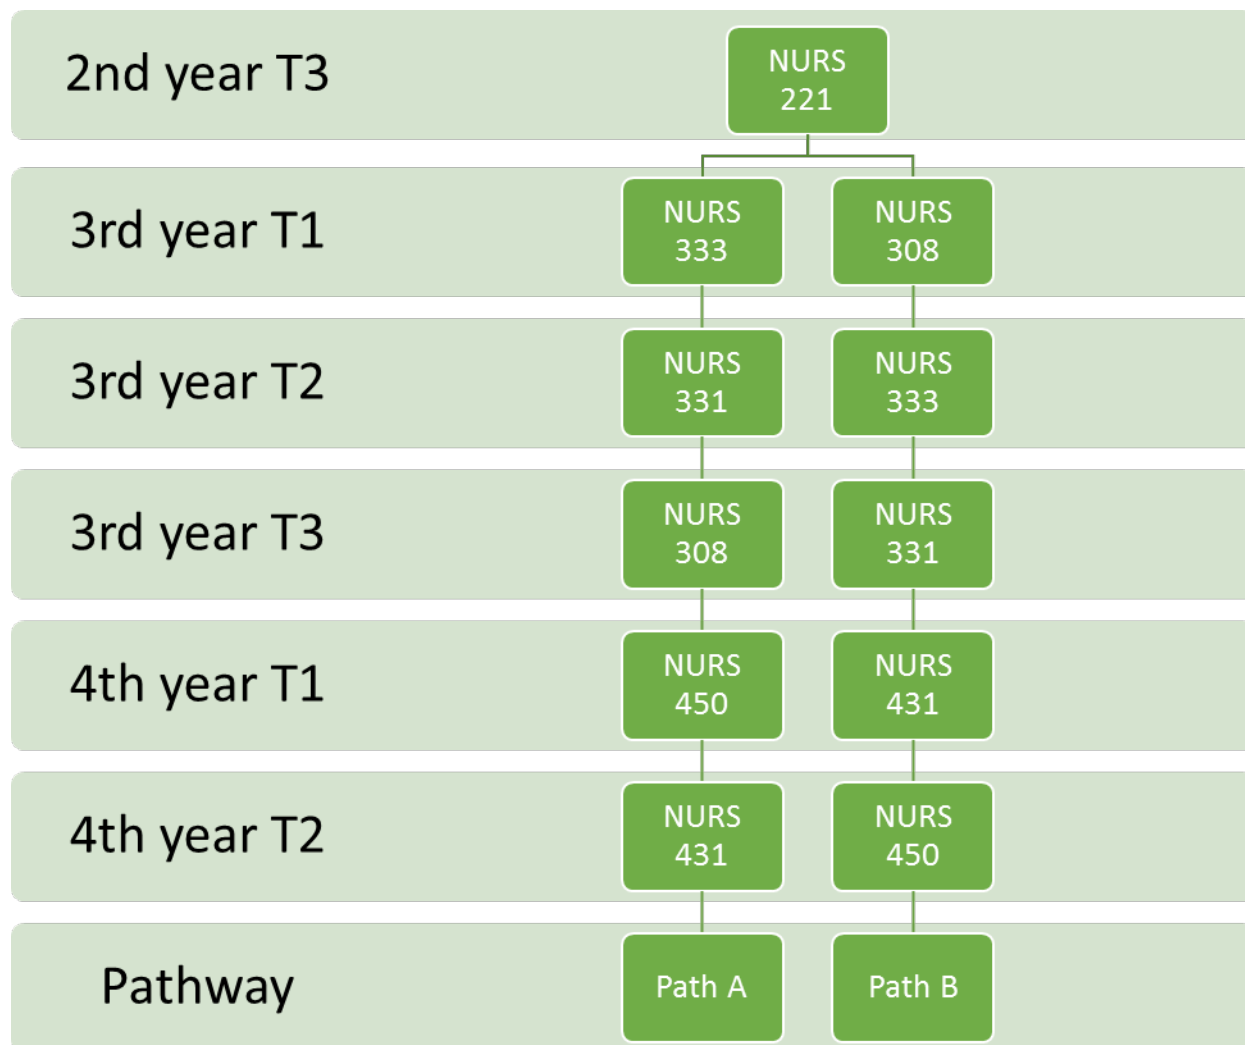 2nd year T3
NURS
221
3rd year T1
NURS
333
NURS
308
3rd year T2
NURS
331
NURS
333
3rd year T3
NURS
308
NURS
331
4th year T1
NURS
450
NURS
431
4th year T2
NURS
431
NURS
450
Pathway
Path A
Path B